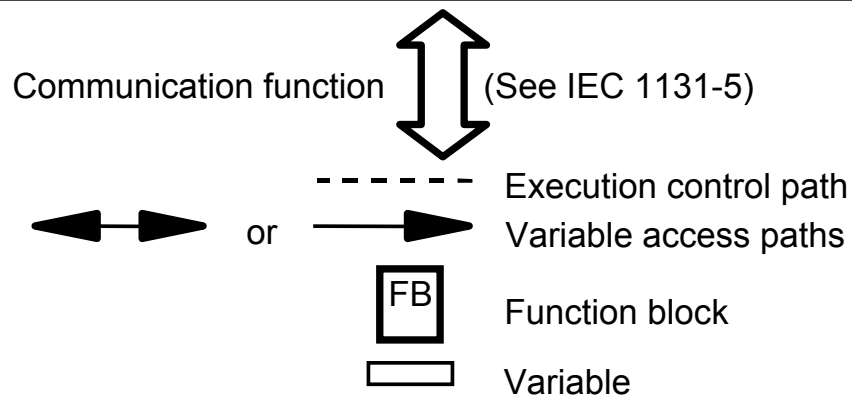 Communication function (See IEC 1131-5)
Execution control path
or Variable access paths
FB Function block
Variable